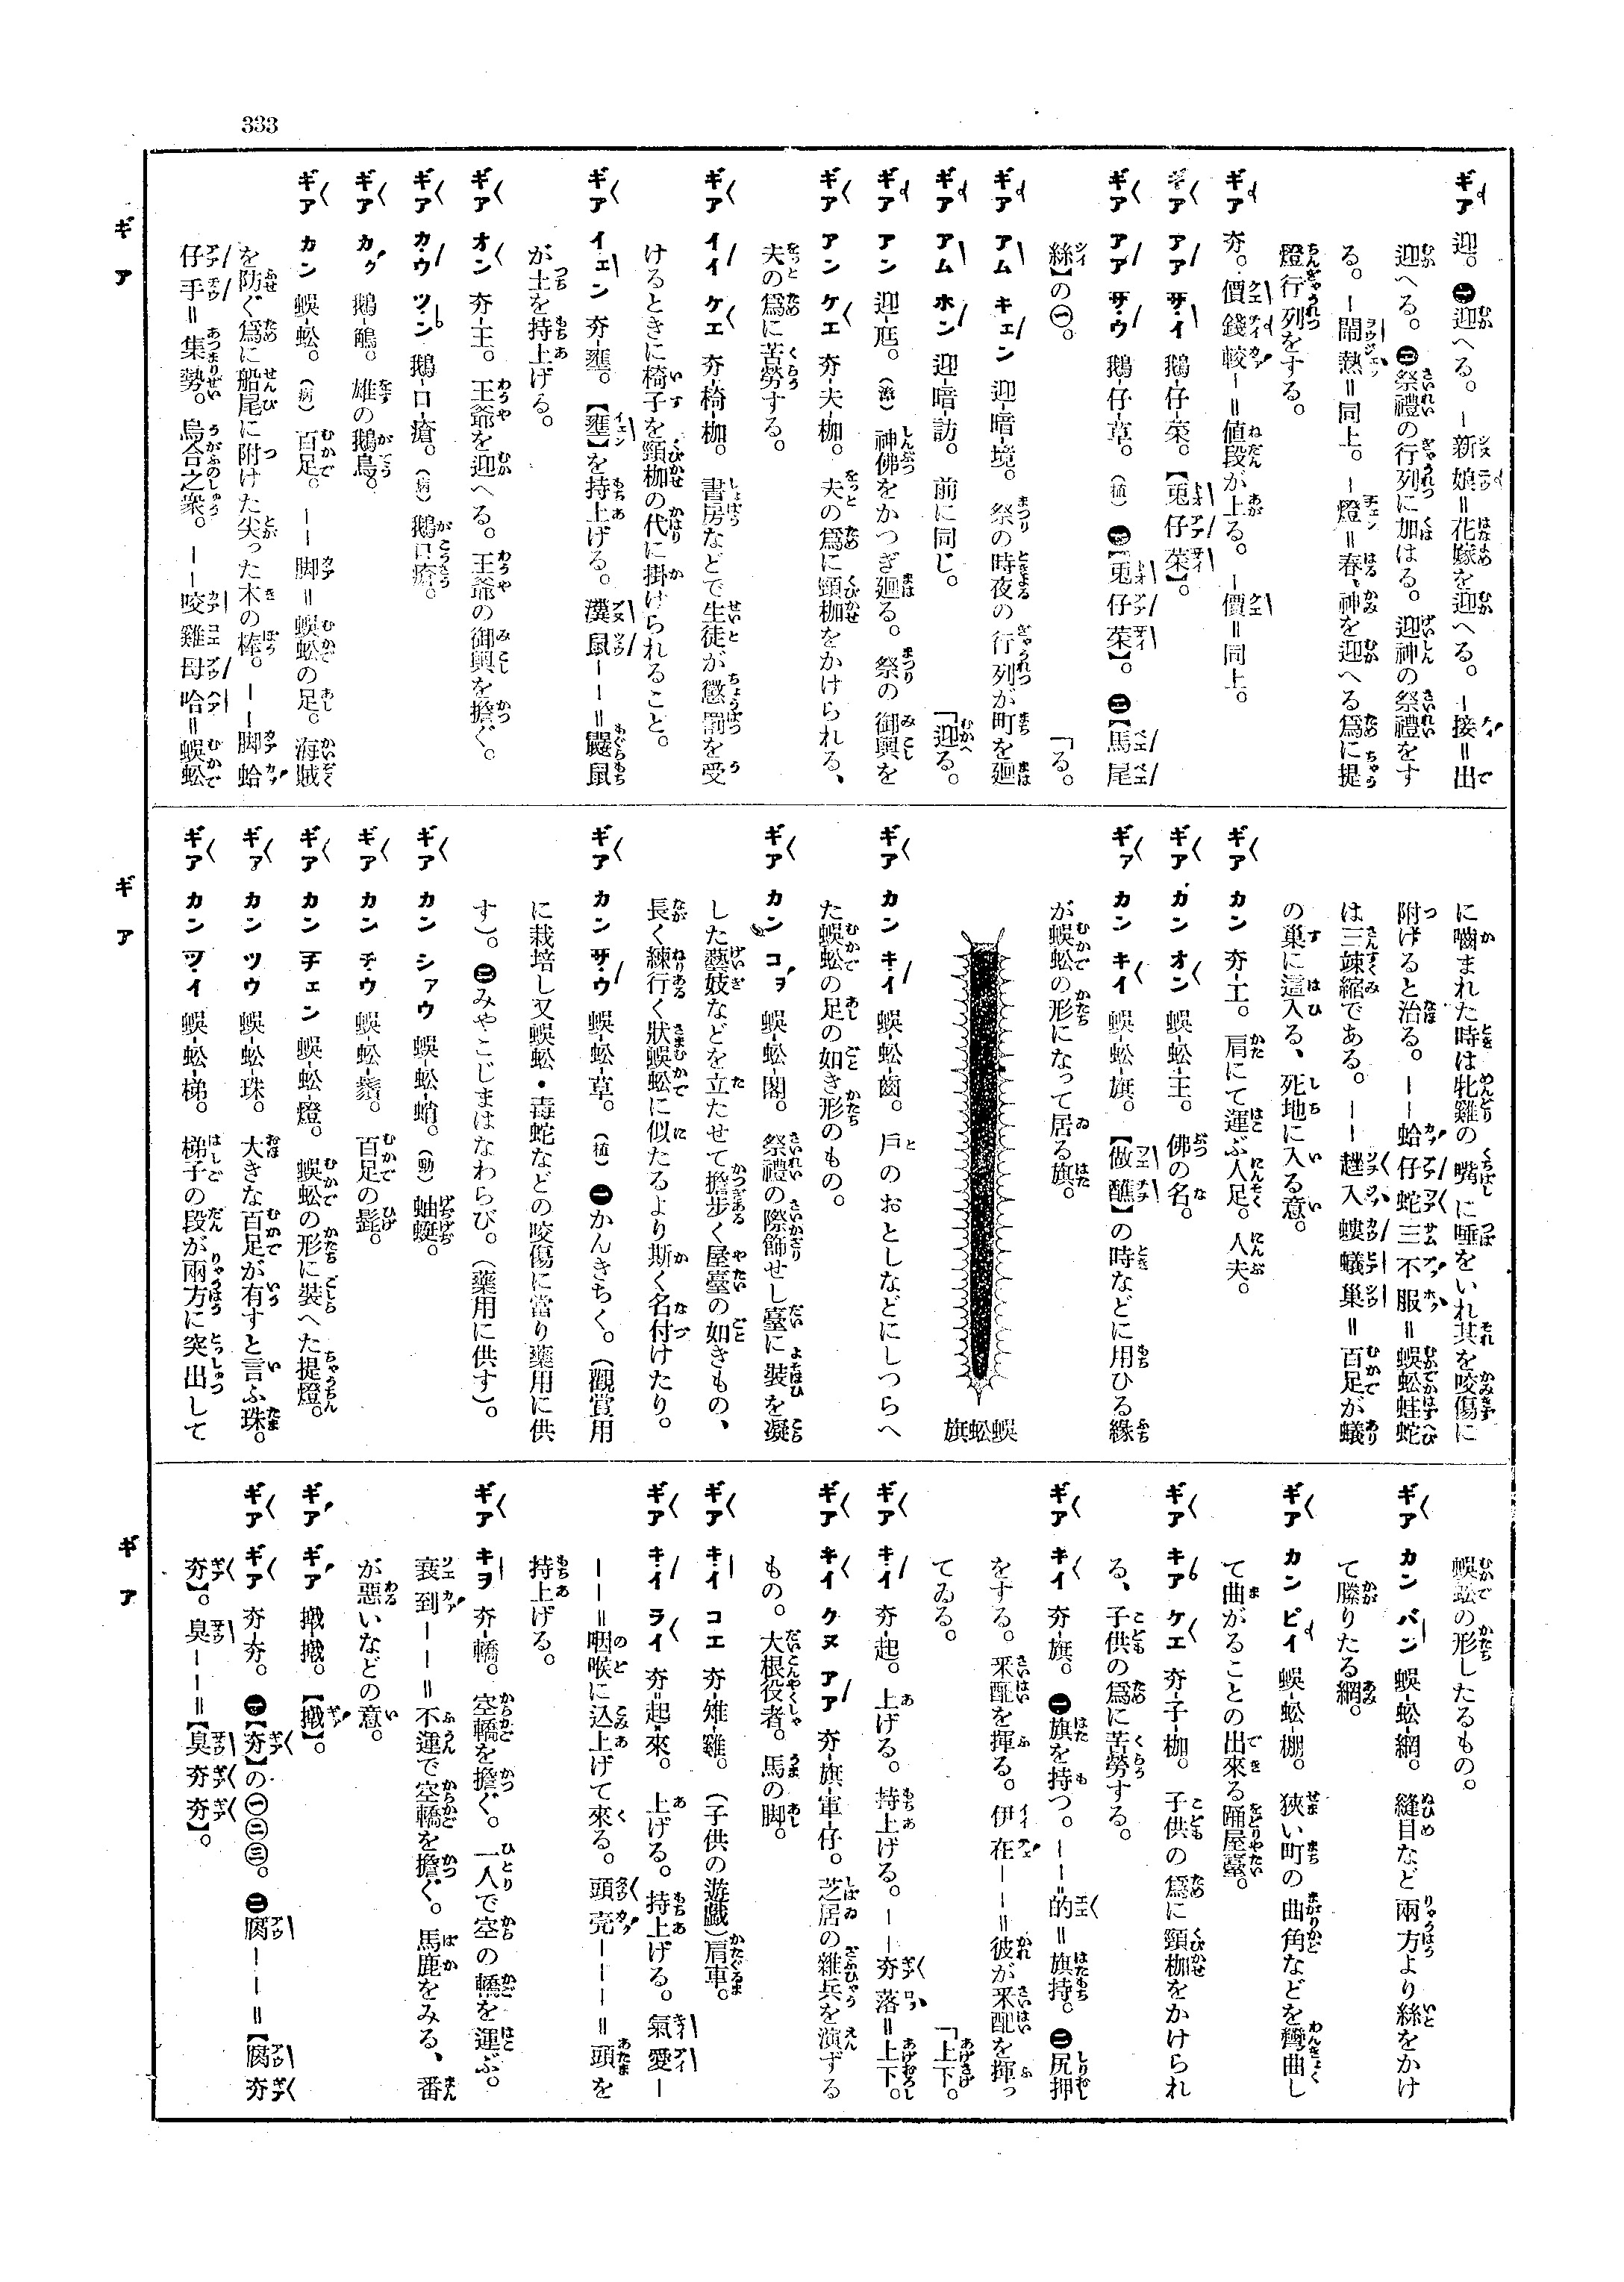 333
ギア
ギア 迎。㊀迎へる。―新娘＝花嫁を迎へる。―接＝出
迎へる。㊁祭禮の行列に加はる。迎神の祭禮をす
る。―鬧熱＝同上。―燈＝春、神を迎へる爲に提
燈行列をする。
ギア 夯。價錢較―＝値段が上る。―價＝同上。
ギア アア サイ 鵝-仔-菜。【兎仔菜】。
ギア アア サウ 鵝-仔-草。(植)㊀【兎仔菜】。㊁【馬尾
絲】の㊀。 「る。
ギア アム キェン 迎-暗-境。祭の時夜の行列が町を廻
ギア アム ホン 迎-暗-訪。前に同じ。 「迎る。
ギア アン 迎-尫。神佛をかつぎ廻る。祭の御輿を
ギア アン ケエ 夯-夫-枷。夫の爲に頸枷をかけられる、
夫の爲に苦勞する。
ギア イイ ケエ 夯-椅-枷。書房などで生徒が懲罰を受
けるときに椅子を頸枷の代に掛けられること。
ギア イェン 夯-壅。【壅】を持上げる。鼠――＝鼴鼠
が土を持上げる。
ギア オン 夯-王。王爺を迎へる。王爺の御輿を擔ぐ。
ギア カウ ツン 鵝-口-瘡。(病)鵝口瘡。
ギア カク 鵝-鵤。雄の鵝鳥。
ギア カン 蜈-蚣。(病)百足。――脚＝蜈蚣の足。海賊
を防ぐ爲に船尾に附けた尖った木の棒。――脚蛤
仔手＝集勢。烏合之衆。――咬雞母哈＝蜈蚣
ギア
に嚙まれた時は牝雞の嘴に唾をいれ其を咬傷に
附けると治る。――蛤仔蛇三不服＝蜈蚣蛙蛇
は三竦縮である。――趖入螻蟻巢＝百足が蟻
の巢に這入る、死地に入る意。
ギア カン 夯-工。肩にて運ぶ人足。人夫。
ギア カン オン 蜈-蚣-王。佛の名。
ギア カン キイ 蜈-蚣-旗。【做醮】の時などに用ひる緣
が蜈蚣の形になって居る旗。
旗蚣蜈
ギア カン キイ 蜈-蚣-齒。戶のおとしなどにしつらへ
た蜈蚣の足の如き形のもの。
ギア カン コヲ 蜈-蚣-閣。祭禮の際飾せし臺に裝を凝
した藝妓などを立たせて擔步く屋臺の如きもの、
長く練行く狀蜈蚣に似たるより斯く名付けたり。
ギア カン サウ 蜈-蚣-草。(植)㊀かんきちく。(觀賞用
に栽培し又蜈蚣・毒蛇などの咬傷に當り藥用に供
す)。㊁みやこじまはなわらび。(藥用に供す)。
ギア カン シァウ 蜈-蚣-蛸。(動)蚰蜒。
ギア カン チウ 蜈-蚣-鬚。百足の髭。
ギア カン チェン 蜈-蚣-燈。蜈蚣の形に裝へた提燈。
ギア カン ツウ 蜈-蚣-珠。大きな百足が有すと言ふ珠。
ギア カン ツイ 蜈-蚣-梯。梯子の段が兩方に突出して
ギア
蜈蚣の形したるもの。
ギア カン バン 蜈-蚣-網。縫目など兩方より絲をかけ
て縢りたる網。
ギア カン ピイ 蜈-蚣-棚。狹い町の曲角などを彎曲し
て曲がることの出來る踊屋臺。
ギア キア ケエ 夯-子-枷。子供の爲に頸枷をかけられ
る、子供の爲に苦勞する。
ギア キイ 夯-旗。㊀旗を持つ。――的＝旗持。㊁尻押
をする。釆配を揮る。伊在――＝彼が釆配を揮っ
てゐる。 「上下。
ギア キイ 夯-起。上げる。持上げる。――夯落＝上下。
ギア キイ クヌ アア 夯-旗-軍-仔。芝居の雜兵を演ずる
もの。大根役者。馬の脚。
ギア キイ コエ 夯-雉-雞。(子供の遊戲)肩車。
ギア キイ ライ 夯=起-來。上げる。持上げる。氣愛―
――＝咽喉に込上げて來る。頭壳―――＝頭を
持上げる。
ギア キヲ 夯-轎。空轎を擔ぐ。一人で空の轎を運ぶ。
衰到――＝不運で空轎を擔ぐ。馬鹿をみる、番
が惡いなどの意。
ギア ギア 㨔㨔。【㨔】。
ギア ギア 夯-夯。㊀【夯】の㊀㊁㊂。㊁腐――＝【腐夯
夯】。臭――＝【臭夯夯】。